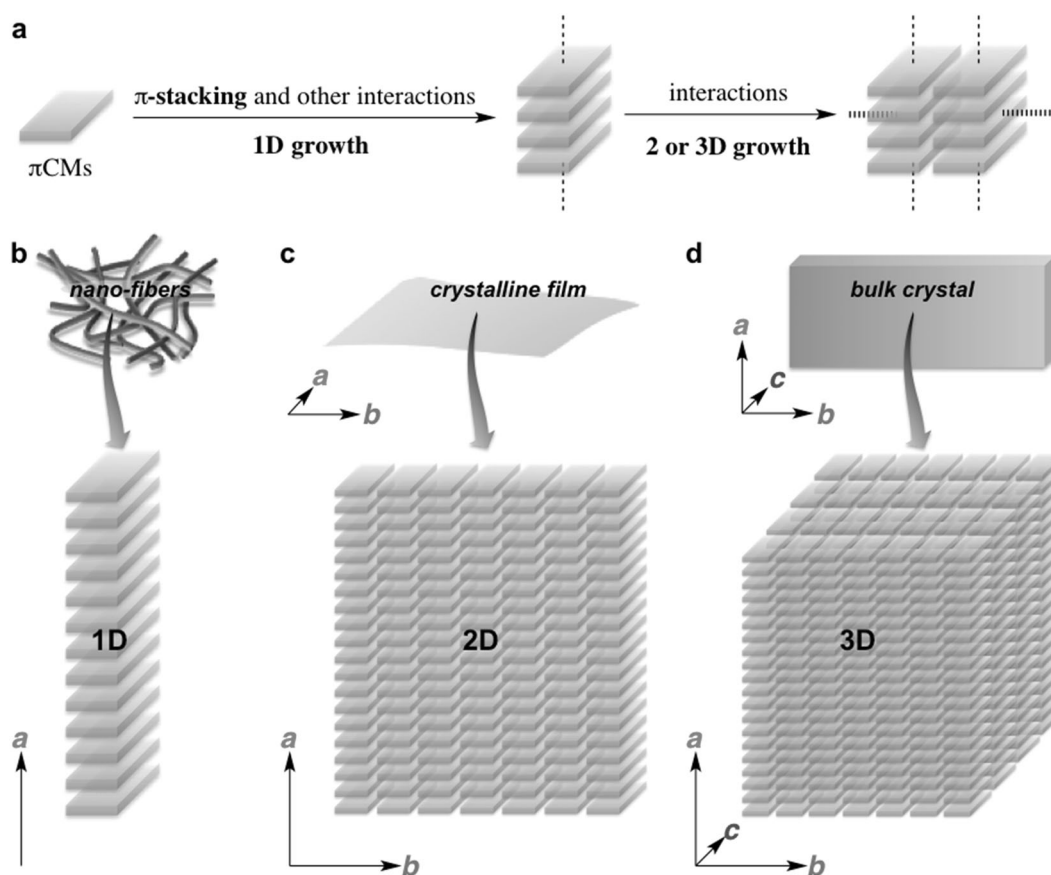 a
π-stacking and other interactions
interactions
1D growth
2 or 3D growth
πCMs
b
c
d
nano-fibers
crystalline film
bulk crystal
a
a
c
b
b
1D
2D
3D
a
a
a
c
b
b